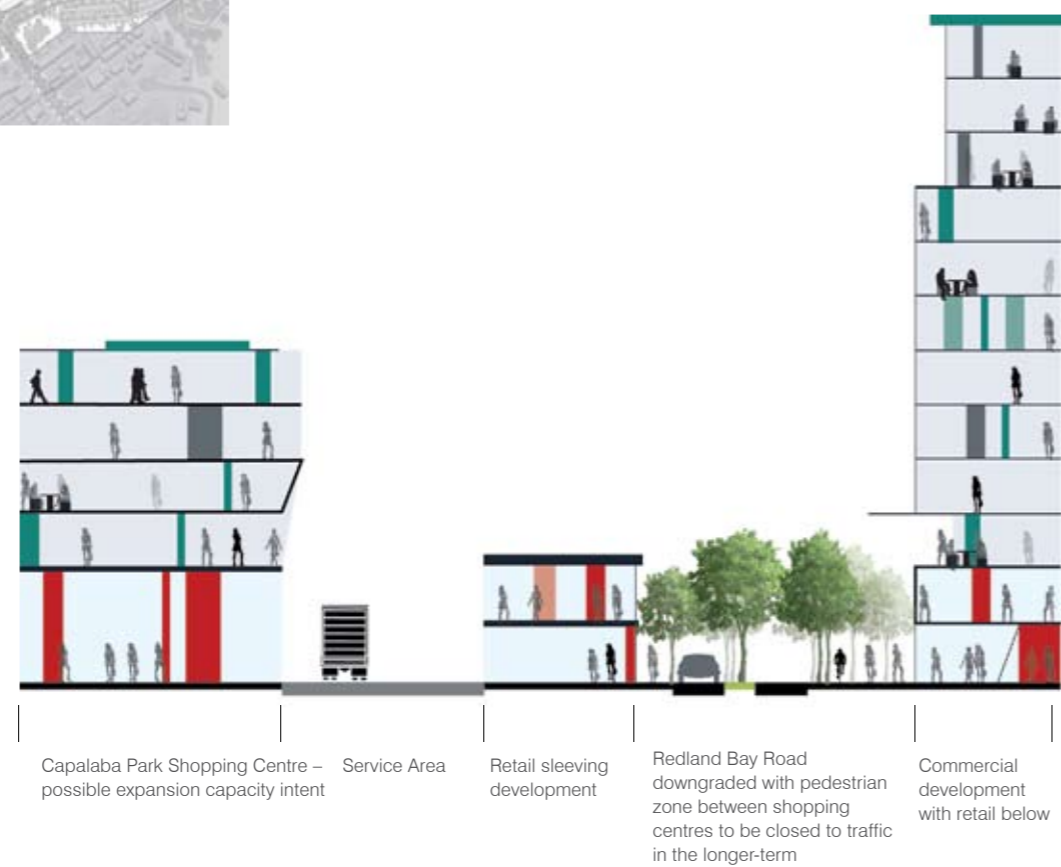 Capalaba Park Shopping Centre –
possible expansion capacity intent
Service Area
Retail sleeving
development
Redland Bay Road
downgraded with pedestrian
zone between shopping
centres to be closed to traffic
in the longer-term
Commercial
development
with retail below